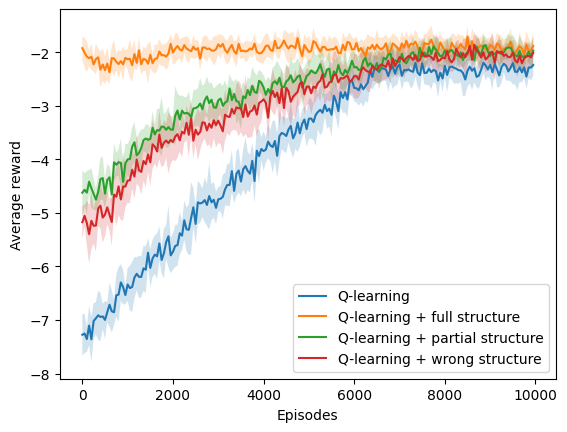 −2
−3
−4
−5
−6
−7
−8
Average reward
0
2000
4000
6000
8000
10000
Episodes
Q-learning
Q-learning + full structure
Q-learning + partial structure
Q-learning + wrong structure